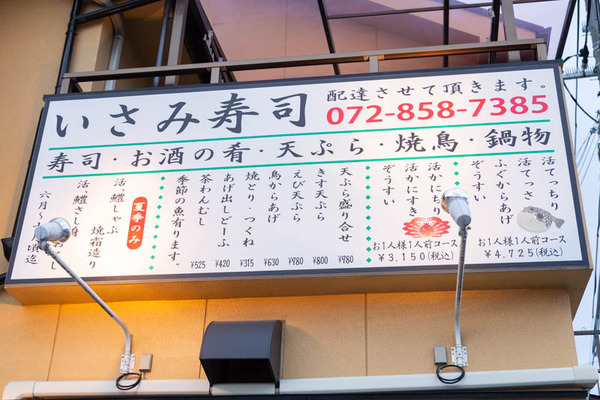 いさみ寿司
配達させて頂きます。
072-858-7385
寿司・お酒の肴・天ぷら・焼鳥・鍋物
活てっちり
活てっさ
ふぐからあげ
ぞうすい
お1人様1人前コース
¥4,725(税込)
活かにちり
活かにすき
ぞうすい
お1人様1人前コース
¥3,150(税込)
天ぷら盛り合せ ¥980
きす天ぷら ¥800
えび天ぷら ¥980
鳥からあげ ¥630
焼とり・つくね ¥315
あげ出しどーふ ¥420
茶わんむし ¥525
季節の魚有ります。
夏季のみ
活、鱧しゃぶ
焼霜造り
活、鱧さし身
六月〜
頃迄